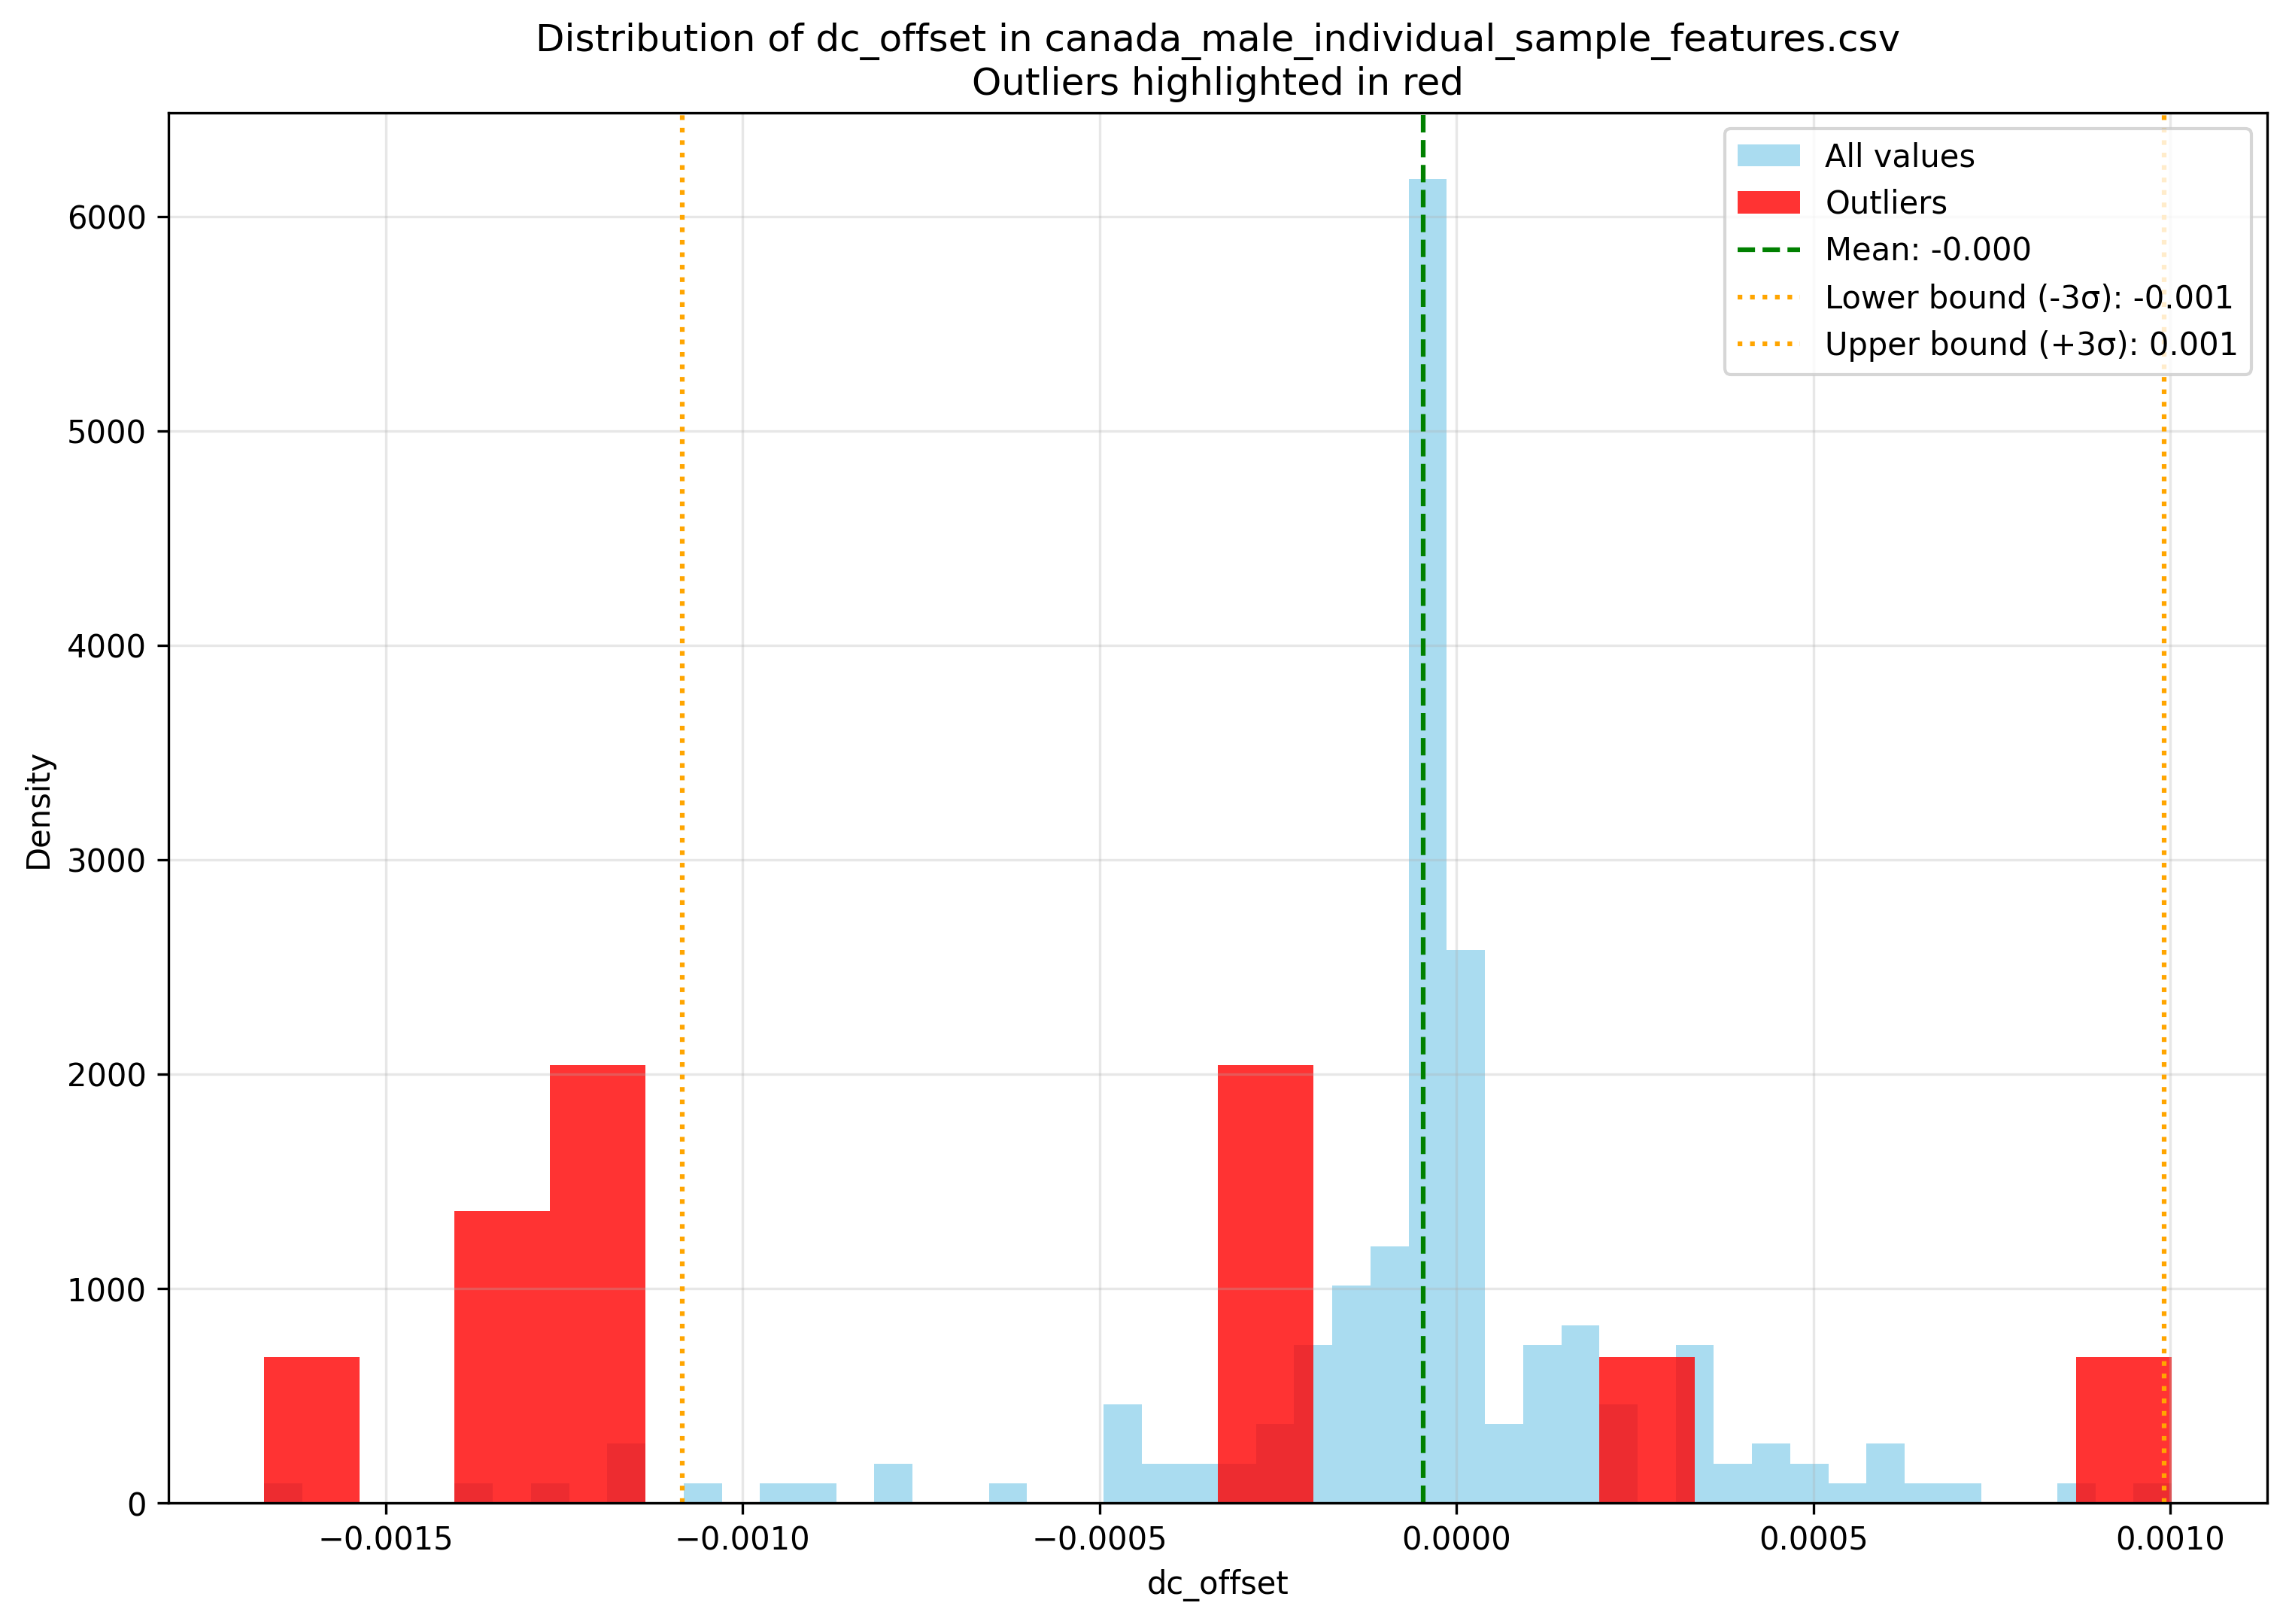 Distribution of dc_offset in canada_male_individual_sample_features.csv
Outliers highlighted in red
All values
Outliers
Mean: -0.000
Lower bound (-3σ): -0.001
Upper bound (+3σ): 0.001
6000
5000
4000
3000
2000
1000
0
Density
−0.0015
−0.0010
−0.0005
0.0000
0.0005
0.0010
dc_offset